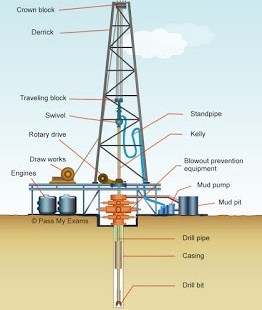 Crown block
Derrick
Traveling block
Swivel
Standpipe
Rotary drive
Kelly
Draw works
Blowout prevention
equipment
Engines
Mud pump
Mud pit
© Pass My Exams
Drill pipe
Casing
Drill bit